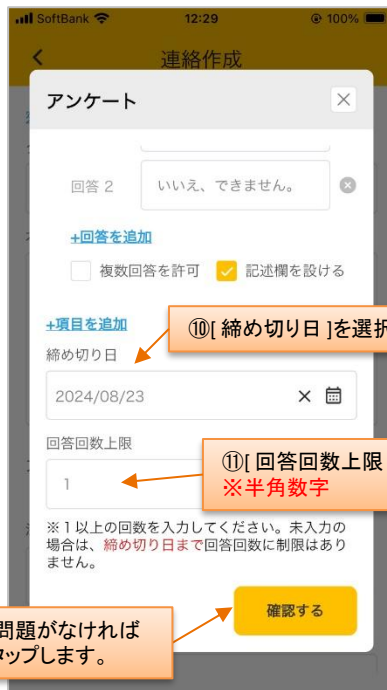 SoftBank 12:29 100%
連絡作成
アンケート
回答 2 いいえ、できません。
+回答を追加
複数回答を許可 記述欄を設ける
+項目を追加
⑩[ 締め切り日 ]を選択
締め切り日
2024/08/23
回答回数上限
⑪[ 回答回数上限
※半角数字
1
※１以上の回数を入力してください。未入力の
場合は、締め切り日まで回答回数に制限はあり
ません。
確認する
問題がなければ
タップします。